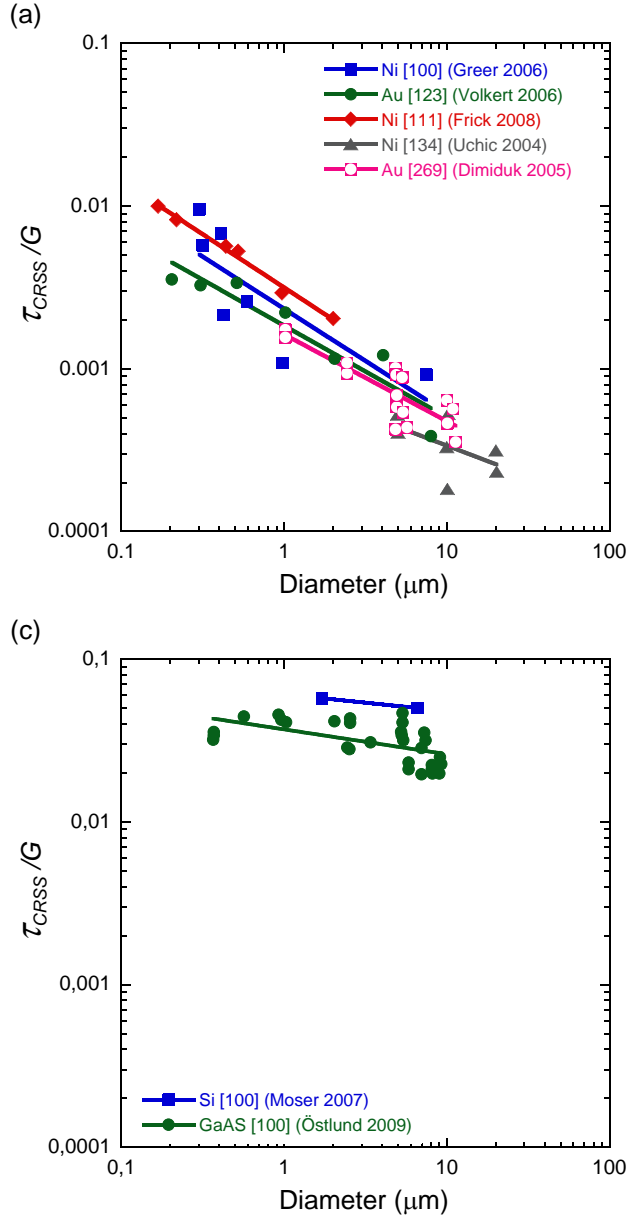 (a)
0.1
0.01
0.001
0.0001
τCRSS /G
Ni [100] (Greer 2006)
Au [123] (Volkert 2006)
Ni [111] (Frick 2008)
Ni [134] (Uchic 2004)
Au [269] (Dimiduk 2005)
0.1 1 10 100
Diameter (μm)
(c)
0,1
0,01
0,001
0,0001
τCRSS /G
Si [100] (Moser 2007)
GaAS [100] (Östlund 2009)
0,1 1 10 100
Diameter (μm)